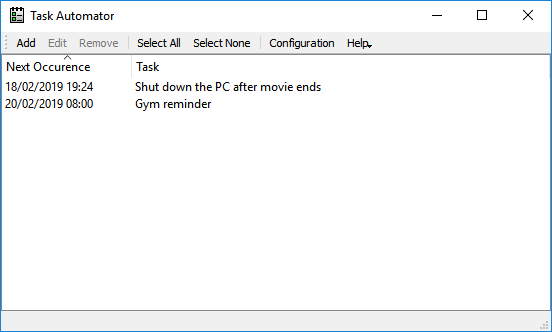 Task Automator
Add Edit Remove Select All Select None Configuration Help
Next Occurence Task
18/02/2019 19:24 Shut down the PC after movie ends
20/02/2019 08:00 Gym reminder